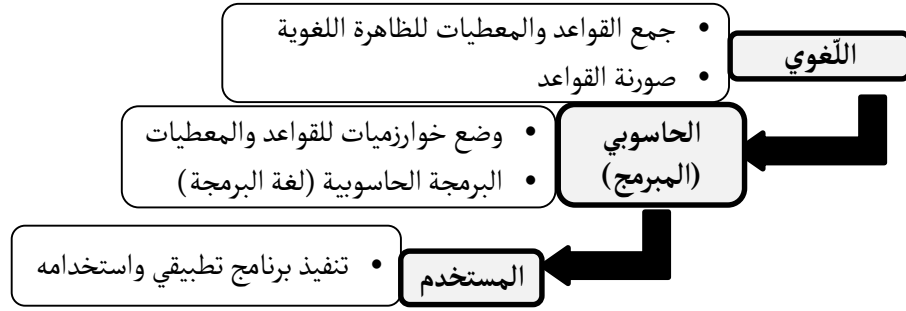 اللّغوي
• جمع القواعد والمعطيات للظاهرة اللغوية
• صورنة القواعد
الحاسوبي
(المبرمج)
• وضع خوارزميات للقواعد والمعطيات
• البرمجة الحاسوبية (لغة البرمجة)
المستخدم
• تنفيذ برنامج تطبيقي واستخدامه